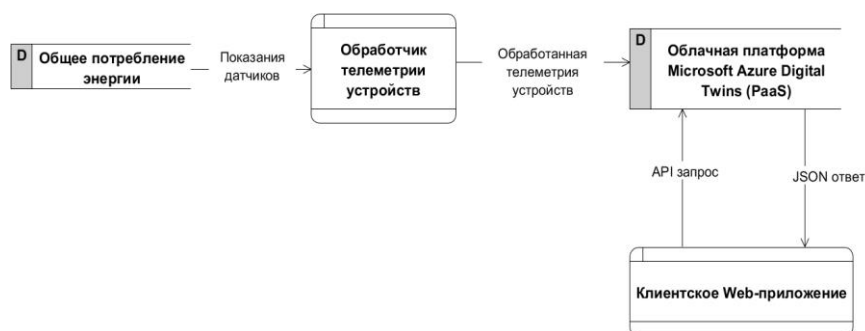 D
Общее потребление
энергии
Показания
датчиков
Обработчик
телеметрии
устройств
Обработанная
телеметрия
устройств
D
Облачная платформа
Microsoft Azure Digital
Twins (PaaS)
API запрос
JSON ответ
Клиентское Web-приложение